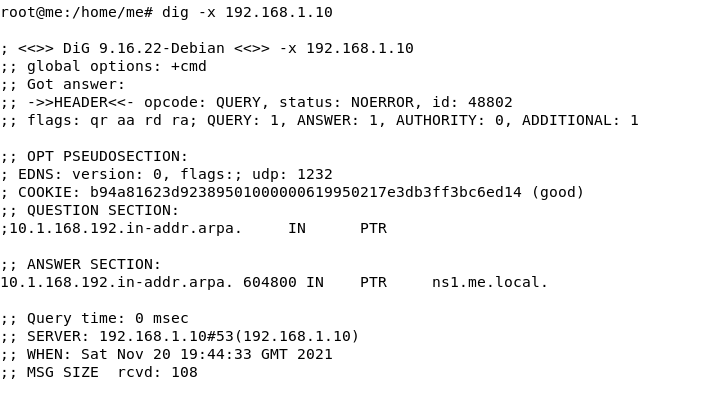 root@me:/home/me# dig -x 192.168.1.10
; <<>> DiG 9.16.22-Debian <<>> -x 192.168.1.10
;; global options: +cmd
;; Got answer:
;; ->>HEADER<<- opcode: QUERY, status: NOERROR, id: 48802
;; flags: qr aa rd ra; QUERY: 1, ANSWER: 1, AUTHORITY: 0, ADDITIONAL: 1
;; OPT PSEUDOSECTION:
; EDNS: version: 0, flags:; udp: 1232
; COOKIE: b94a81623d92389501000000619950217e3db3ff3bc6ed14 (good)
;; QUESTION SECTION:
;10.1.168.192.in-addr.arpa.     IN      PTR
;; ANSWER SECTION:
10.1.168.192.in-addr.arpa. 604800 IN    PTR     ns1.me.local.
;; Query time: 0 msec
;; SERVER: 192.168.1.10#53(192.168.1.10)
;; WHEN: Sat Nov 20 19:44:33 GMT 2021
;; MSG SIZE  rcvd: 108